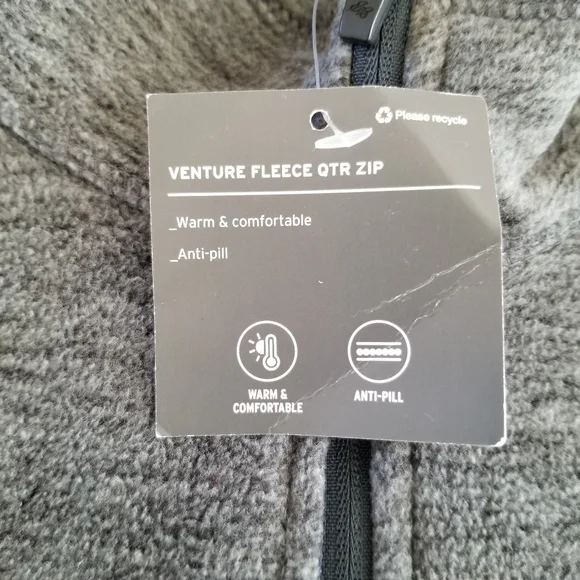 Please recycle
VENTURE FLEECE QTR ZIP
_Warm & comfortable
_Anti-pill
WARM &
COMFORTABLE
ANTI-PILL